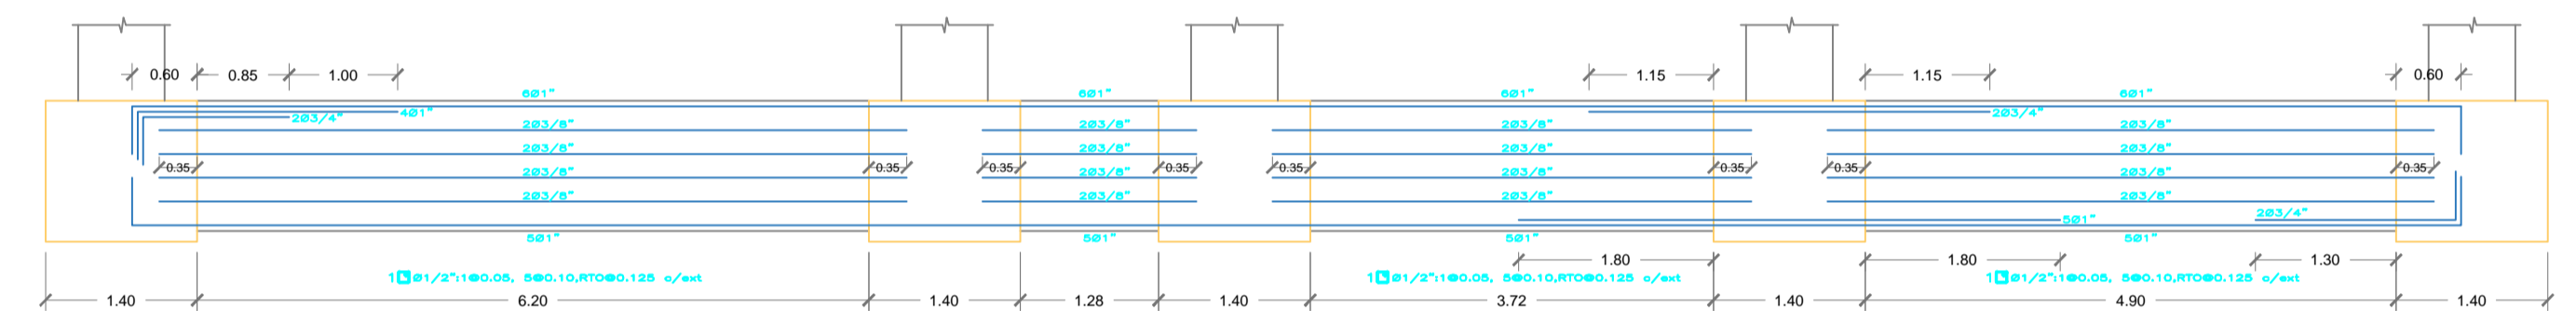 0.60 0.85 1.00 1.15 1.15 0.60
6Ø1" 6Ø1" 6Ø1" 6Ø1"
4Ø1" 2Ø3/4"
2Ø3/4"
2Ø3/8" 2Ø3/8" 2Ø3/8" 2Ø3/8"
2Ø3/8" 2Ø3/8" 2Ø3/8" 2Ø3/8"
0.35 0.35 0.35 0.35 0.35 0.35 0.35 0.35
2Ø3/8" 2Ø3/8" 2Ø3/8" 2Ø3/8"
2Ø3/8" 2Ø3/8" 2Ø3/8" 2Ø3/8"
5Ø1" 2Ø3/4"
5Ø1" 5Ø1" 5Ø1" 5Ø1"
1.80 1.80 1.30
1 Ø1/2":1@0.05, 5@0.10,RTO@0.125 c/ext 1 Ø1/2":1@0.05, 5@0.10,RTO@0.125 c/ext 1 Ø1/2":1@0.05, 5@0.10,RTO@0.125 c/ext
1.40 6.20 1.40 1.28 1.40 3.72 1.40 4.90 1.40